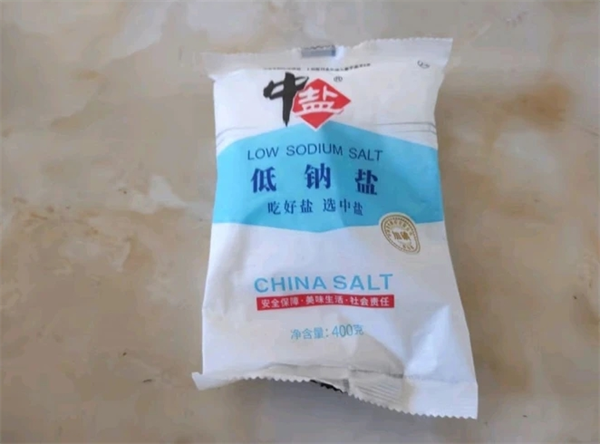 中盐®
LOW SODIUM SALT
低钠盐
吃好盐 选中盐
CHINA SALT
安全保障·美味生活·社会责任
净含量:400克